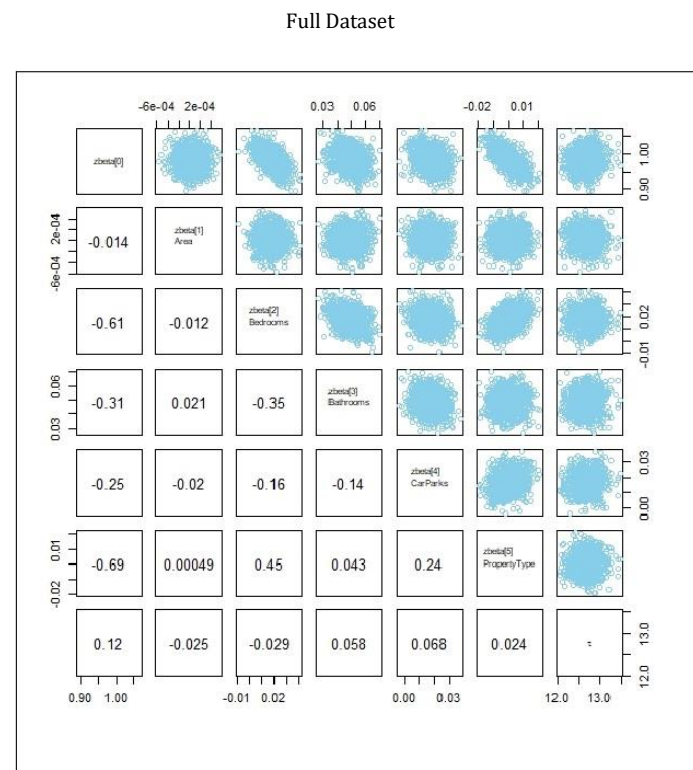 Full Dataset
-6e-04 2e-04 0.03 0.06 -0.02 0.01
zbeta[0] 0.90 1.00
-6e-04 2e-04 -0.014 zbeta[1]
Area
-0.61 -0.012 zbeta[2] -0.01 0.02
Bedrooms
0.03 0.06 -0.31 0.021 -0.35 zbeta[3]
Bathrooms
-0.25 -0.02 -0.16 -0.14 zbeta[4] 0.00 0.03
CarParks
-0.02 0.01 -0.69 0.00049 0.45 0.043 0.24 zbeta[5]
PropertyType
0.12 -0.025 -0.029 0.058 0.068 0.024 12.0 13.0
0.90 1.00 -0.01 0.02 0.00 0.03 12.0 13.0